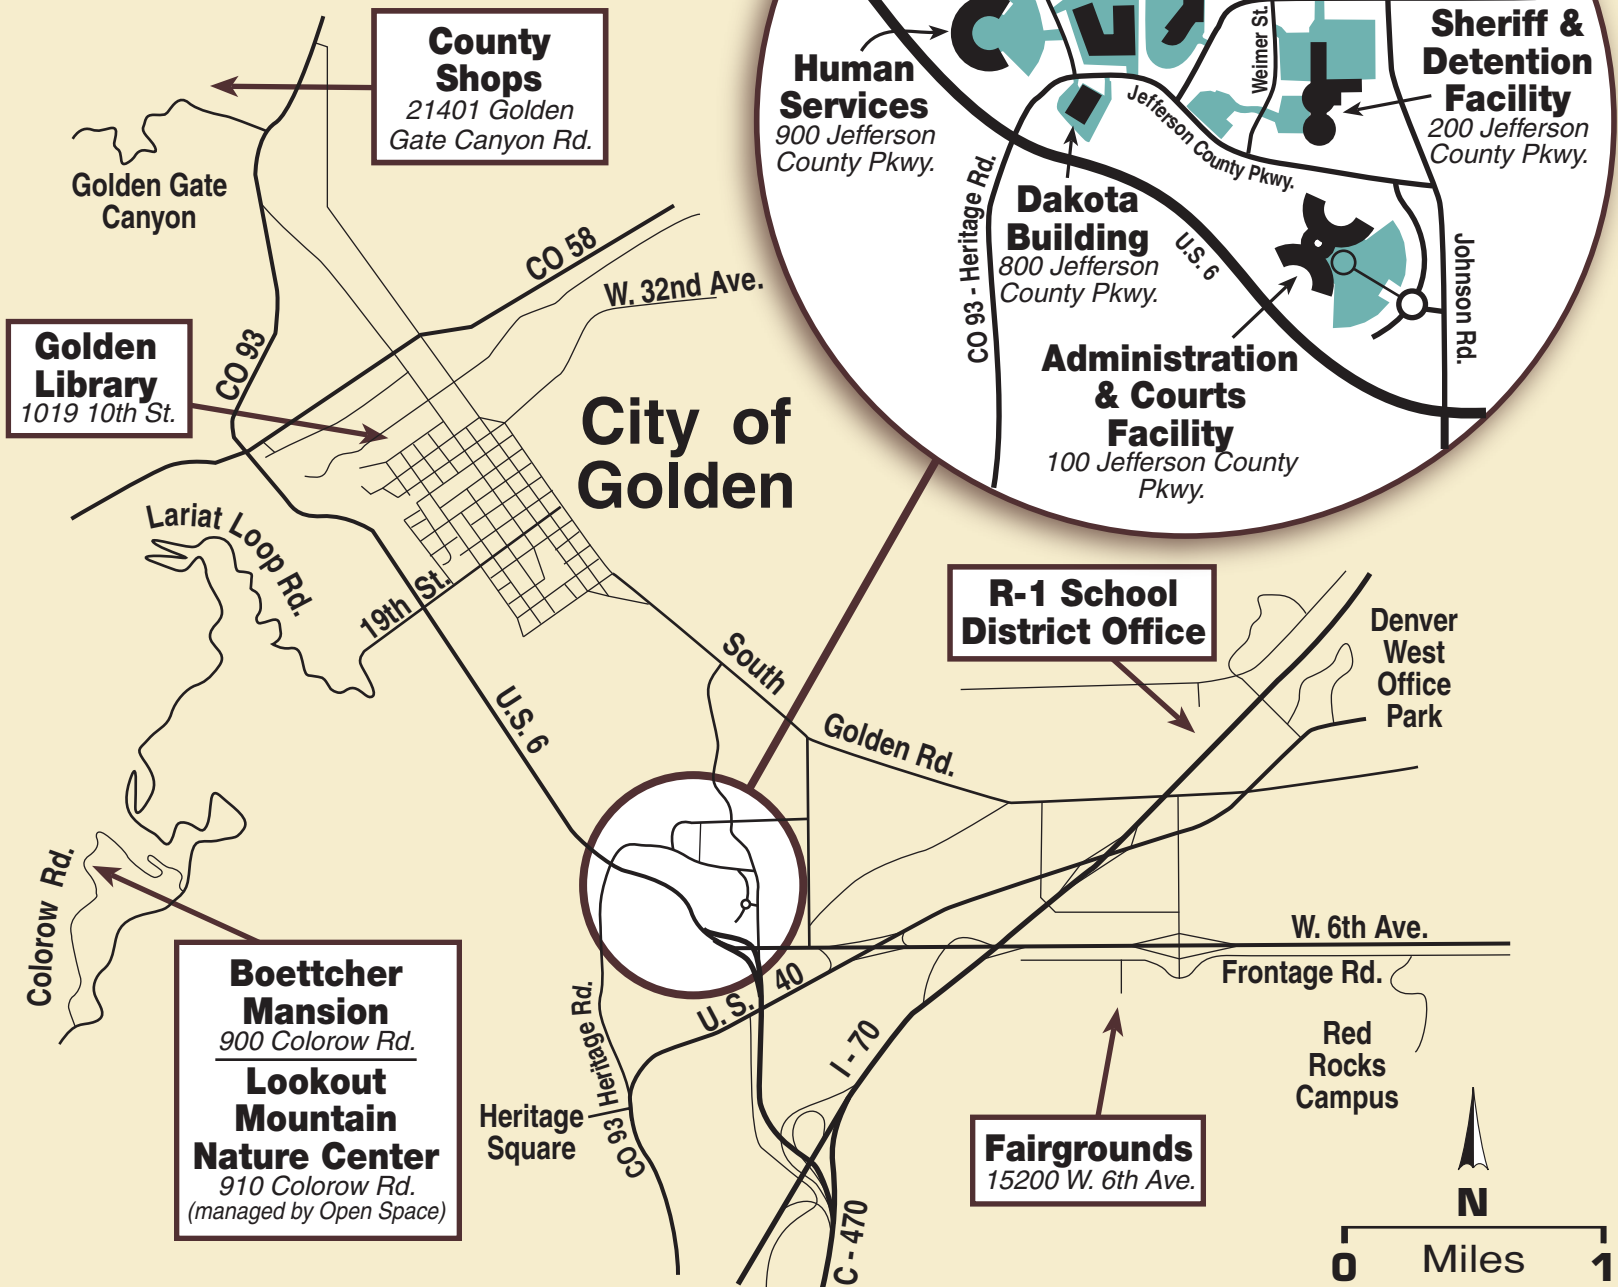 County
Shops
21401 Golden
Gate Canyon Rd.
Golden Gate
Canyon
CO 58
W. 32nd Ave.
CO 93
Golden
Library
1019 10th St.
City of
Golden
Lariat Loop Rd.
19th St.
U.S. 6
South
Golden Rd.
Human
Services
900 Jefferson
County Pkwy.
Weimer St.
Sheriff &
Detention
Facility
200 Jefferson
County Pkwy.
Jefferson County Pkwy.
CO 93 - Heritage Rd.
Dakota
Building
800 Jefferson
County Pkwy.
U.S. 6
Johnson Rd.
Administration
& Courts
Facility
100 Jefferson County
Pkwy.
R-1 School
District Office
Denver
West
Office
Park
Colorow Rd.
Boettcher
Mansion
900 Colorow Rd.
Lookout
Mountain
Nature Center
910 Colorow Rd.
(managed by Open Space)
W. 6th Ave.
Frontage Rd.
U. S. 40
I - 70
Heritage Rd.
CO 93
Heritage
Square
C - 470
Red
Rocks
Campus
Fairgrounds
15200 W. 6th Ave.
N
0 Miles 1